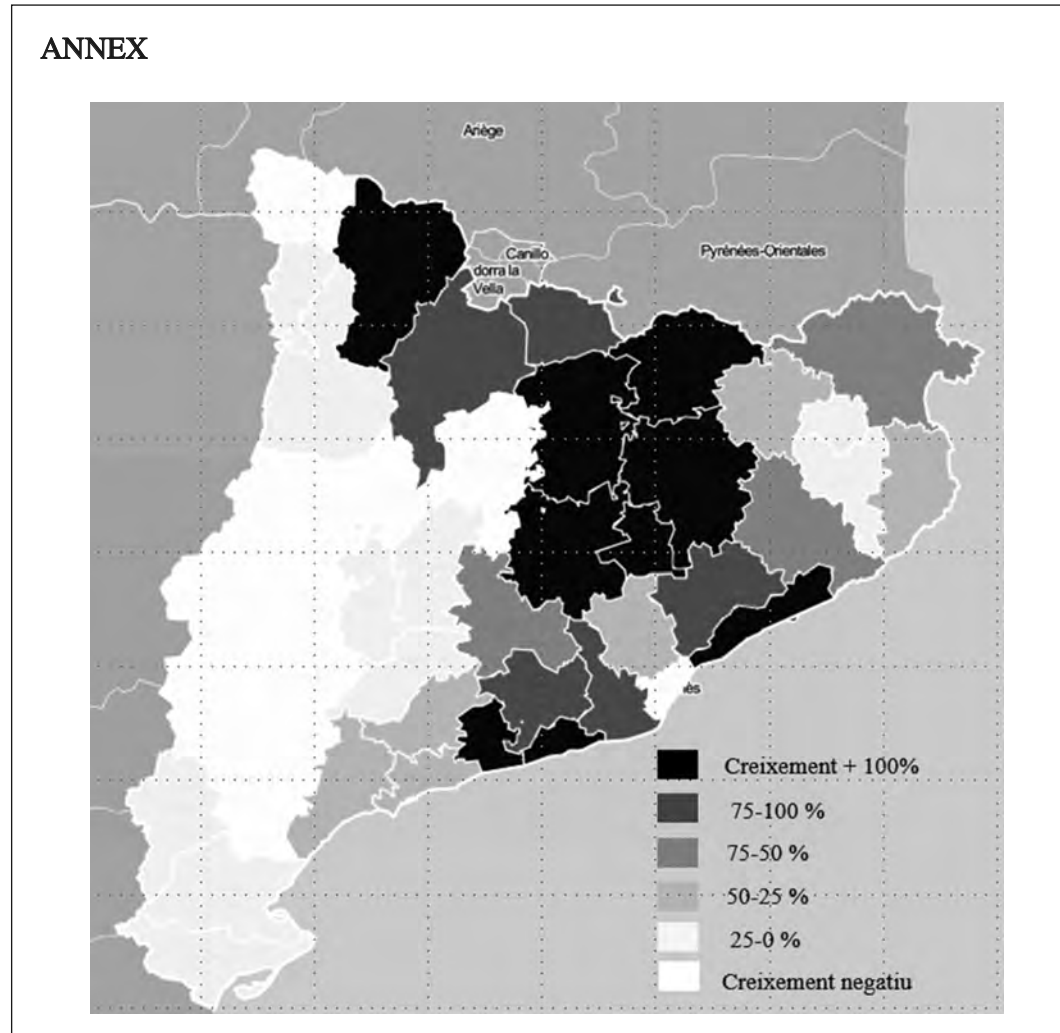 ANNEX
Ariège
Canillo
dorra la
Vella
Pyrénées-Orientales
ès
Creixement + 100%
75-100 %
75-50 %
50-25 %
25-0 %
Creixement negatiu